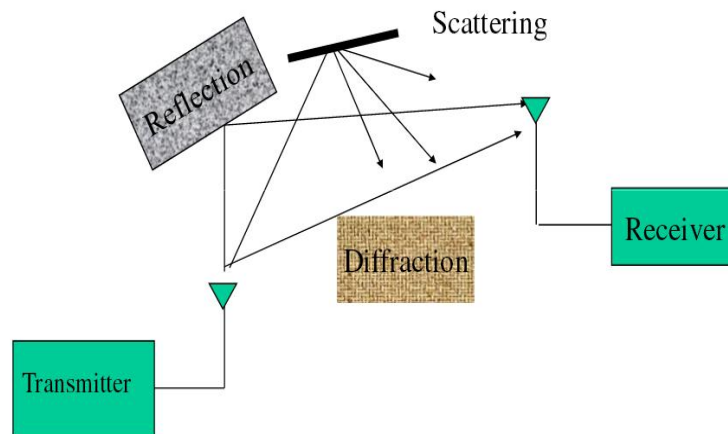 Scattering
Reflection
Receiver
Diffraction
Transmitter